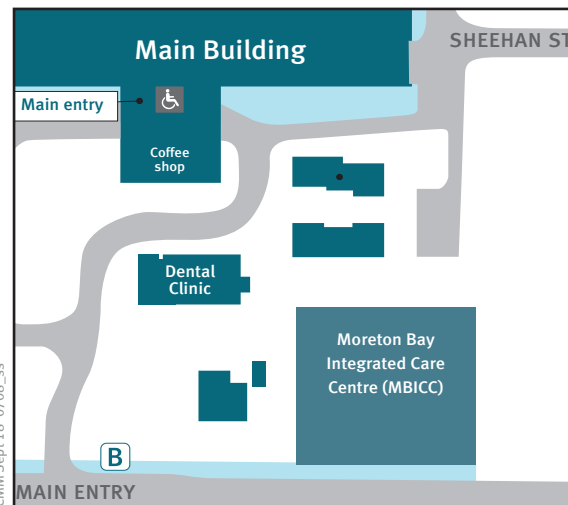 Main Building
SHEEHAN ST
Main entry
Coffee
shop
Dental
Clinic
Moreton Bay
Integrated Care
Centre (MBICC)
B
MAIN ENTRY